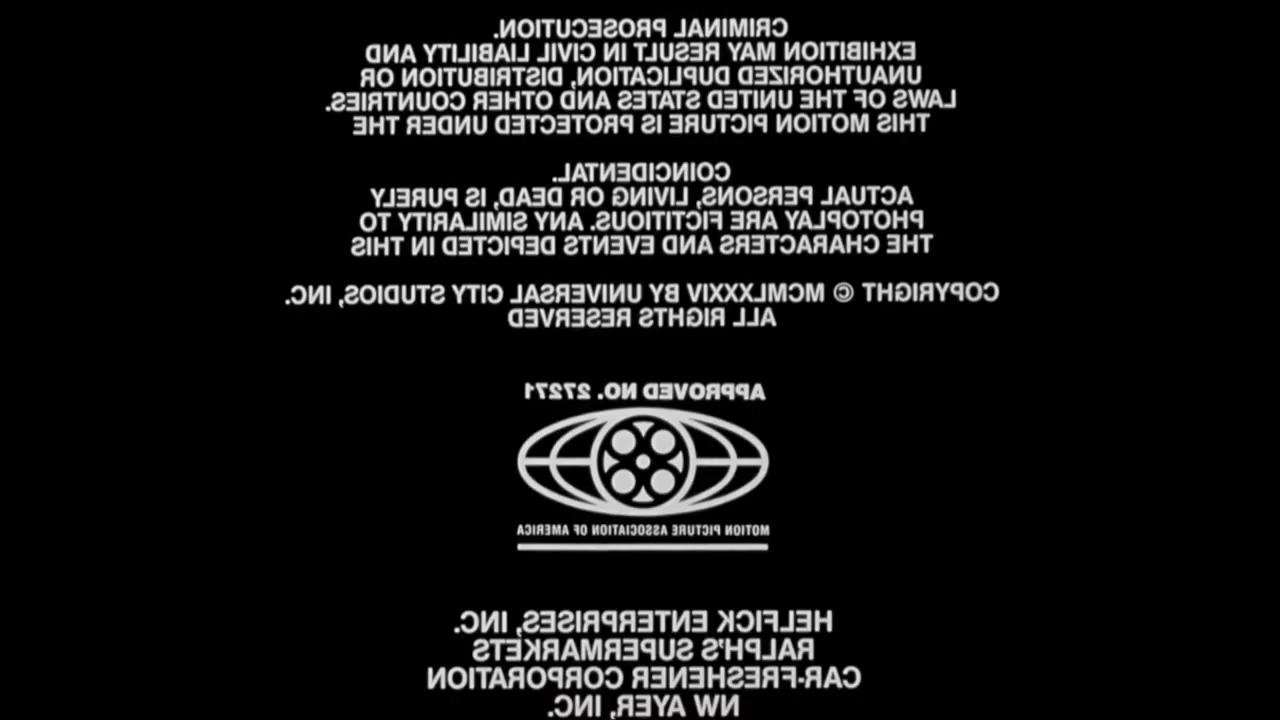 CRIMINAL PROSECUTION.
EXHIBITION MAY RESULT IN CIVIL LIABILITY AND
UNAUTHORIZED DUPLICATION, DISTRIBUTION OR
LAWS OF THE UNITED STATES AND OTHER COUNTRIES.
THIS MOTION PICTURE IS PROTECTED UNDER THE
COINCIDENTAL.
ACTUAL PERSONS, LIVING OR DEAD, IS PURELY
PHOTOPLAY ARE FICTITIOUS. ANY SIMILARITY TO
THE CHARACTERS AND EVENTS DEPICTED IN THIS
COPYRIGHT © MCMLXXXIV BY UNIVERSAL CITY STUDIOS, INC.
ALL RIGHTS RESERVED
APPROVED NO. 27271
MOTION PICTURE ASSOCIATION OF AMERICA
HELFICK ENTERPRISES, INC.
RALPH'S SUPERMARKETS
CAR-FRESHENER CORPORATION
NW AYER, INC.